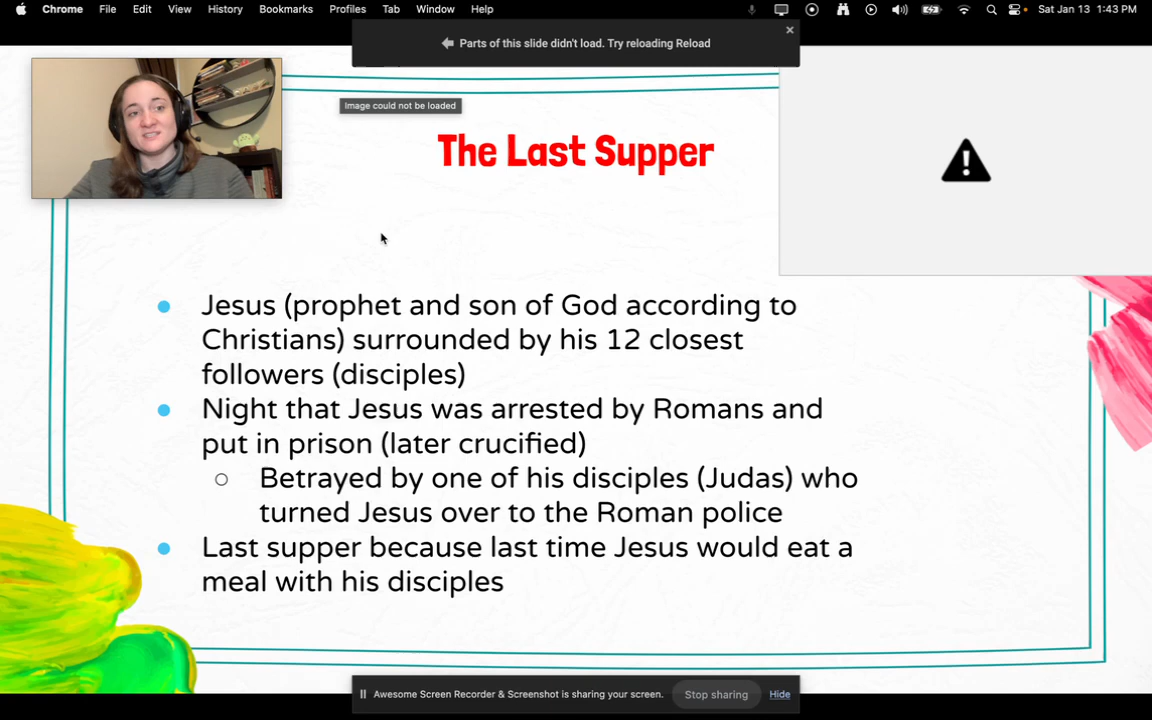 Chrome File Edit View History Bookmarks Profiles Tab Window Help Sat Jan 13 1:43 PM
Parts of this slide didn't load. Try reloading Reload
Image could not be loaded
The Last Supper
Jesus (prophet and son of God according to
Christians) surrounded by his 12 closest
followers (disciples)
Night that Jesus was arrested by Romans and
put in prison (later crucified)
Betrayed by one of his disciples (Judas) who
turned Jesus over to the Roman police
Last supper because last time Jesus would eat a
meal with his disciples
Awesome Screen Recorder & Screenshot is sharing your screen. Stop sharing Hide